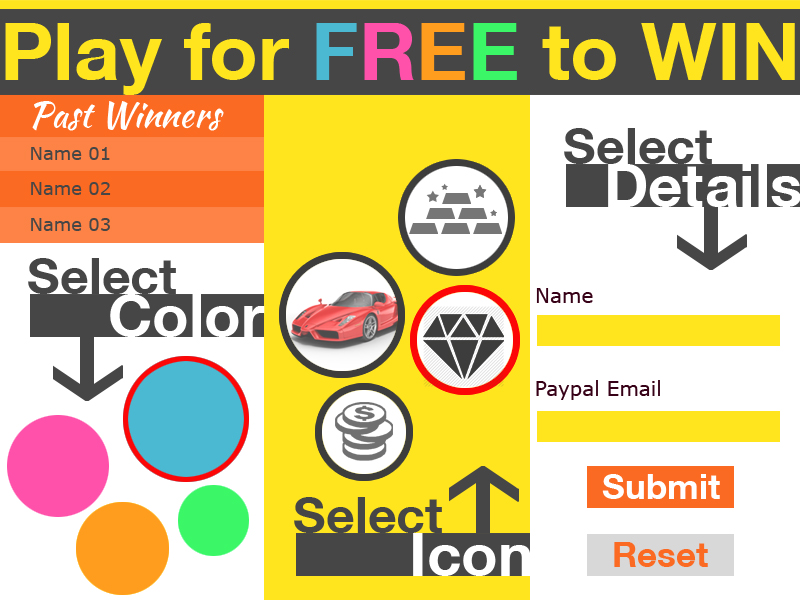 Play for FREE to WIN
Past Winners
Name 01
Name 02
Name 03
Select
Color
$
Select
Icon
Select
Details
Name
Paypal Email
Submit
Reset